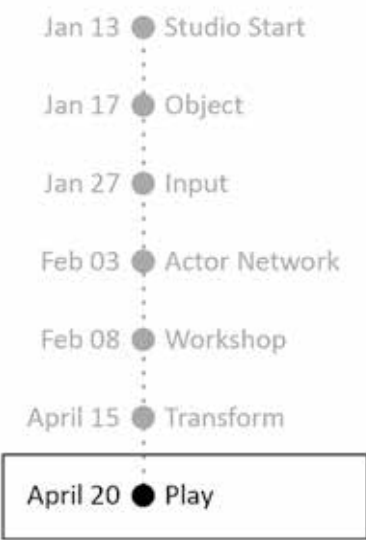 Jan 13 Studio Start
Jan 17 Object
Jan 27 Input
Feb 03 Actor Network
Feb 08 Workshop
April 15 Transform
April 20 Play